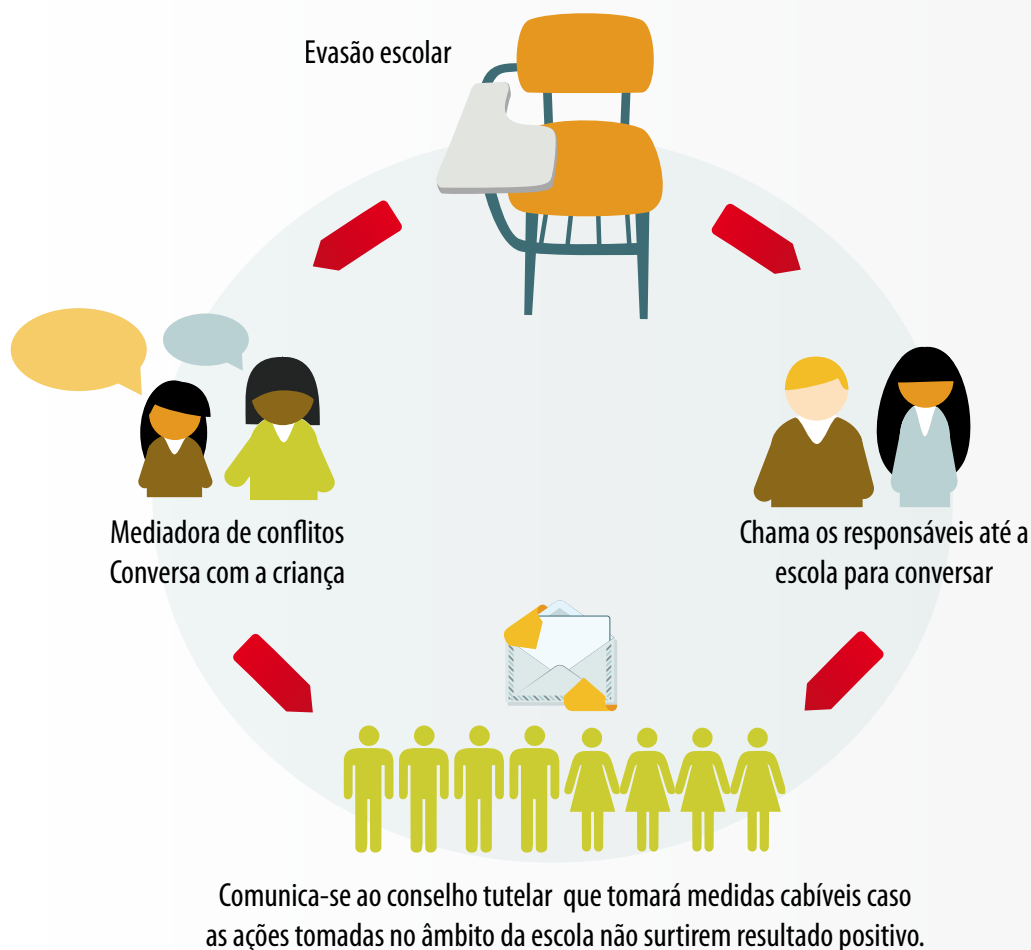 Evasão escolar
Mediadora de conflitos
Conversa com a criança
Chama os responsáveis até a
escola para conversar
Comunica-se ao conselho tutelar que tomará medidas cabíveis caso
as ações tomadas no âmbito da escola não surtirem resultado positivo.